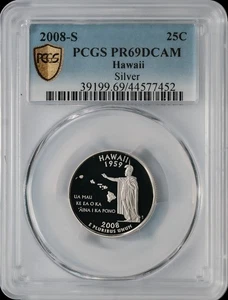 2008-S 25C
PCGS PR69DCAM
Hawaii
Silver
39199.69/44577452
PCGS
HAWAII
1959
UA MAU
KE EA O KA
ʻĀINA I KA PONO
2008
E PLURIBUS UNUM